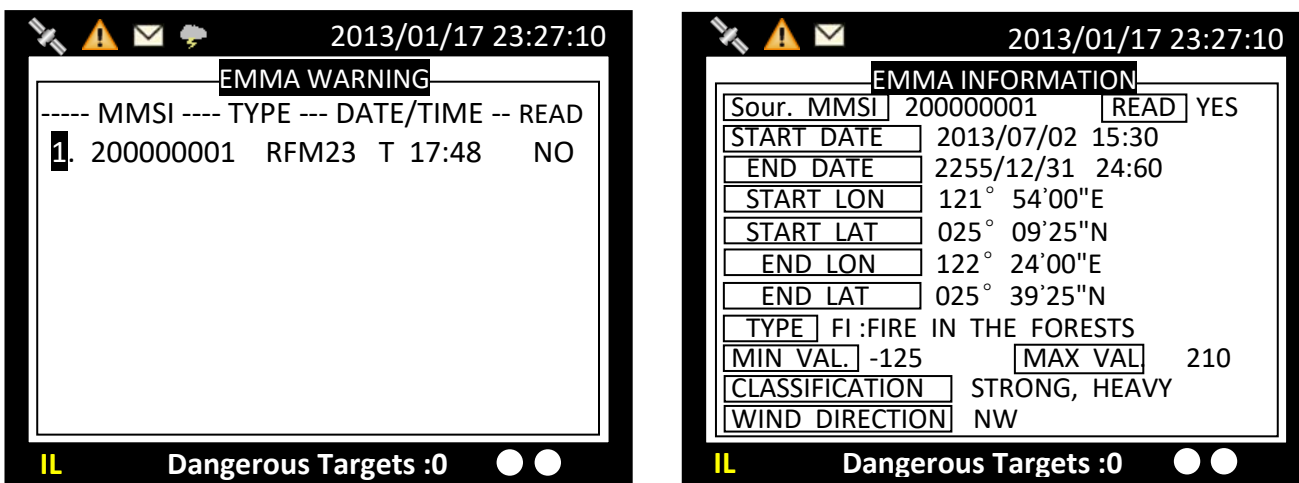 2013/01/17 23:27:10
EMMA WARNING
----- MMSI ---- TYPE --- DATE/TIME -- READ
1. 200000001 RFM23 T 17:48 NO
IL Dangerous Targets :0
2013/01/17 23:27:10
EMMA INFORMATION
Sour. MMSI 200000001 READ YES
START DATE 2013/07/02 15:30
END DATE 2255/12/31 24:60
START LON 121° 54'00"E
START LAT 025° 09'25"N
END LON 122° 24'00"E
END LAT 025° 39'25"N
TYPE FI :FIRE IN THE FORESTS
MIN VAL. -125 MAX VAL. 210
CLASSIFICATION STRONG, HEAVY
WIND DIRECTION NW
IL Dangerous Targets :0